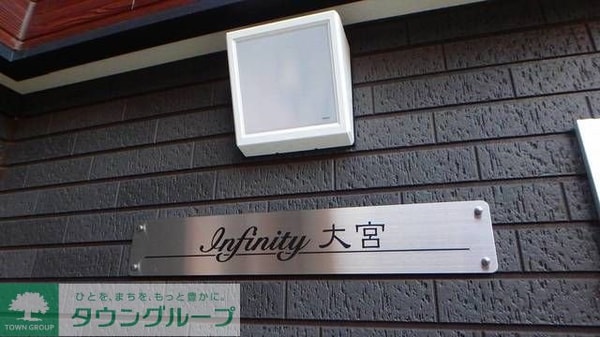 Infinity 大宮
ひとを、まちを、もっと豊かに。
タウングループ
TOWN GROUP